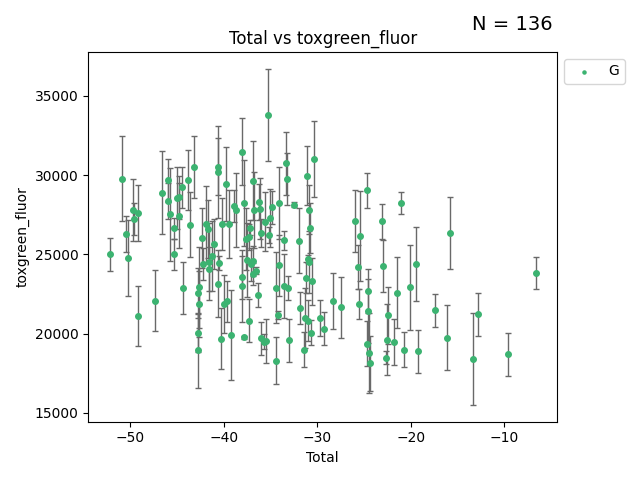 N = 136
Total vs toxgreen_fluor
G
toxgreen_fluor
35000
30000
25000
20000
15000
−50 −40 −30 −20 −10
Total